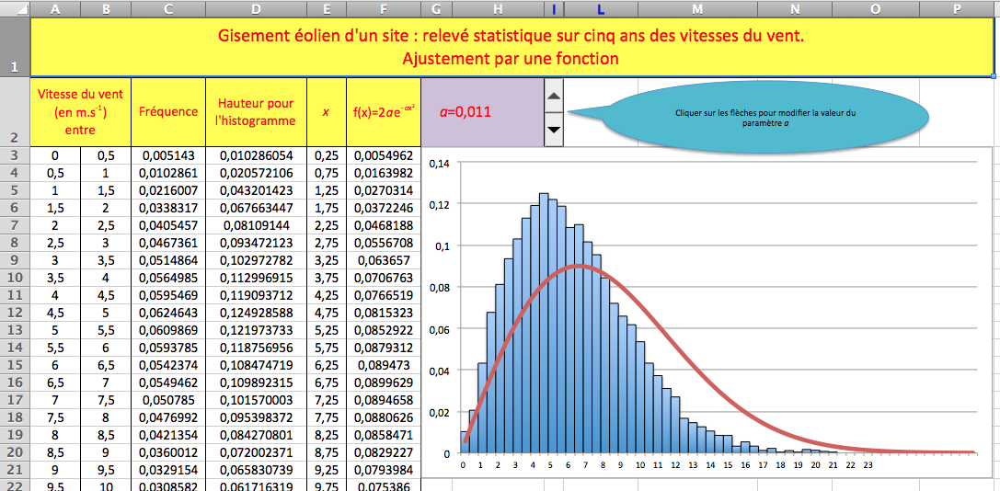 A B C D E F G H I L M N O P
1 Gisement éolien d'un site : relevé statistique sur cinq ans des vitesses du vent.
Ajustement par une fonction
2 Vitesse du vent (en m.s⁻¹) entre Fréquence Hauteur pour l'histogramme x f(x)=2axe^-ax² a=0,011
Cliquer sur les flèches pour modifier la valeur du
paramètre a
3 0 0,5 0,005143 0,010286054 0,25 0,0054962
4 0,5 1 0,0102861 0,020572106 0,75 0,0163982
5 1 1,5 0,0216007 0,043201423 1,25 0,0270314
6 1,5 2 0,0338317 0,067663447 1,75 0,0372246
7 2 2,5 0,0405457 0,08109144 2,25 0,0468188
8 2,5 3 0,0467361 0,093472123 2,75 0,0556708
9 3 3,5 0,0514864 0,102972782 3,25 0,063657
10 3,5 4 0,0564985 0,112996915 3,75 0,0706763
11 4 4,5 0,0595469 0,119093712 4,25 0,0766519
12 4,5 5 0,0624643 0,124928588 4,75 0,0815323
13 5 5,5 0,0609869 0,121973733 5,25 0,0852922
14 5,5 6 0,0593785 0,118756956 5,75 0,0879312
15 6 6,5 0,0542374 0,108474719 6,25 0,089473
16 6,5 7 0,0549462 0,109892315 6,75 0,0899629
17 7 7,5 0,050785 0,101570003 7,25 0,0894658
18 7,5 8 0,0476992 0,095398372 7,75 0,0880626
19 8 8,5 0,0421354 0,084270801 8,25 0,0858471
20 8,5 9 0,0360012 0,072002371 8,75 0,0829227
21 9 9,5 0,0329154 0,065830739 9,25 0,0793984
22 9,5 10 0,0308582 0,061716319 9,75 0,075386
0,14
0,12
0,1
0,08
0,06
0,04
0,02
0
0 1 2 3 4 5 6 7 8 9 10 11 12 13 14 15 16 17 18 19 20 21 22 23